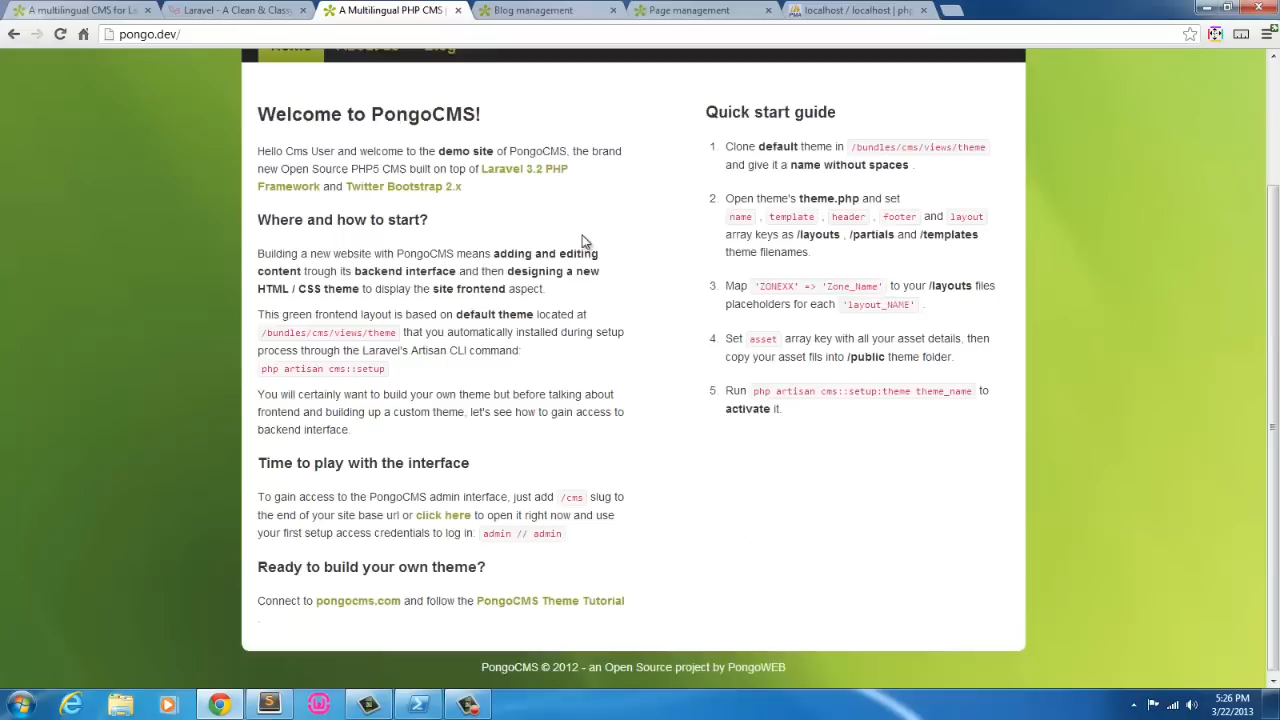 A multilingual CMS for La
Laravel - A Clean & Classy
A Multilingual PHP CMS |
Blog management
Page management
localhost / localhost | php
pongo.dev/
Home About us Blog
Welcome to PongoCMS!
Hello Cms User and welcome to the demo site of PongoCMS, the brand
new Open Source PHP5 CMS built on top of Laravel 3.2 PHP
Framework and Twitter Bootstrap 2.x
Where and how to start?
Building a new website with PongoCMS means adding and editing
content trough its backend interface and then designing a new
HTML / CSS theme to display the site frontend aspect.
This green frontend layout is based on default theme located at
/bundles/cms/views/theme that you automatically installed during setup
process through the Laravel's Artisan CLI command:
php artisan cms::setup
You will certainly want to build your own theme but before talking about
frontend and building up a custom theme, let's see how to gain access to
backend interface.
Time to play with the interface
To gain access to the PongoCMS admin interface, just add /cms slug to
the end of your site base url or click here to open it right now and use
your first setup access credentials to log in: admin // admin
Ready to build your own theme?
Connect to pongocms.com and follow the PongoCMS Theme Tutorial
.
Quick start guide
1. Clone default theme in /bundles/cms/views/theme
and give it a name without spaces .
2. Open theme's theme.php and set
name , template , header , footer and layout
array keys as /layouts , /partials and /templates
theme filenames.
3. Map 'ZONEXX' => 'Zone_Name' to your /layouts files
placeholders for each 'layout_NAME' .
4 Set asset array key with all your asset details, then
copy your asset fils into /public theme folder.
5. Run php artisan cms::setup:theme theme_name to
activate it.
PongoCMS © 2012 - an Open Source project by PongoWEB
5:26 PM
3/22/2013